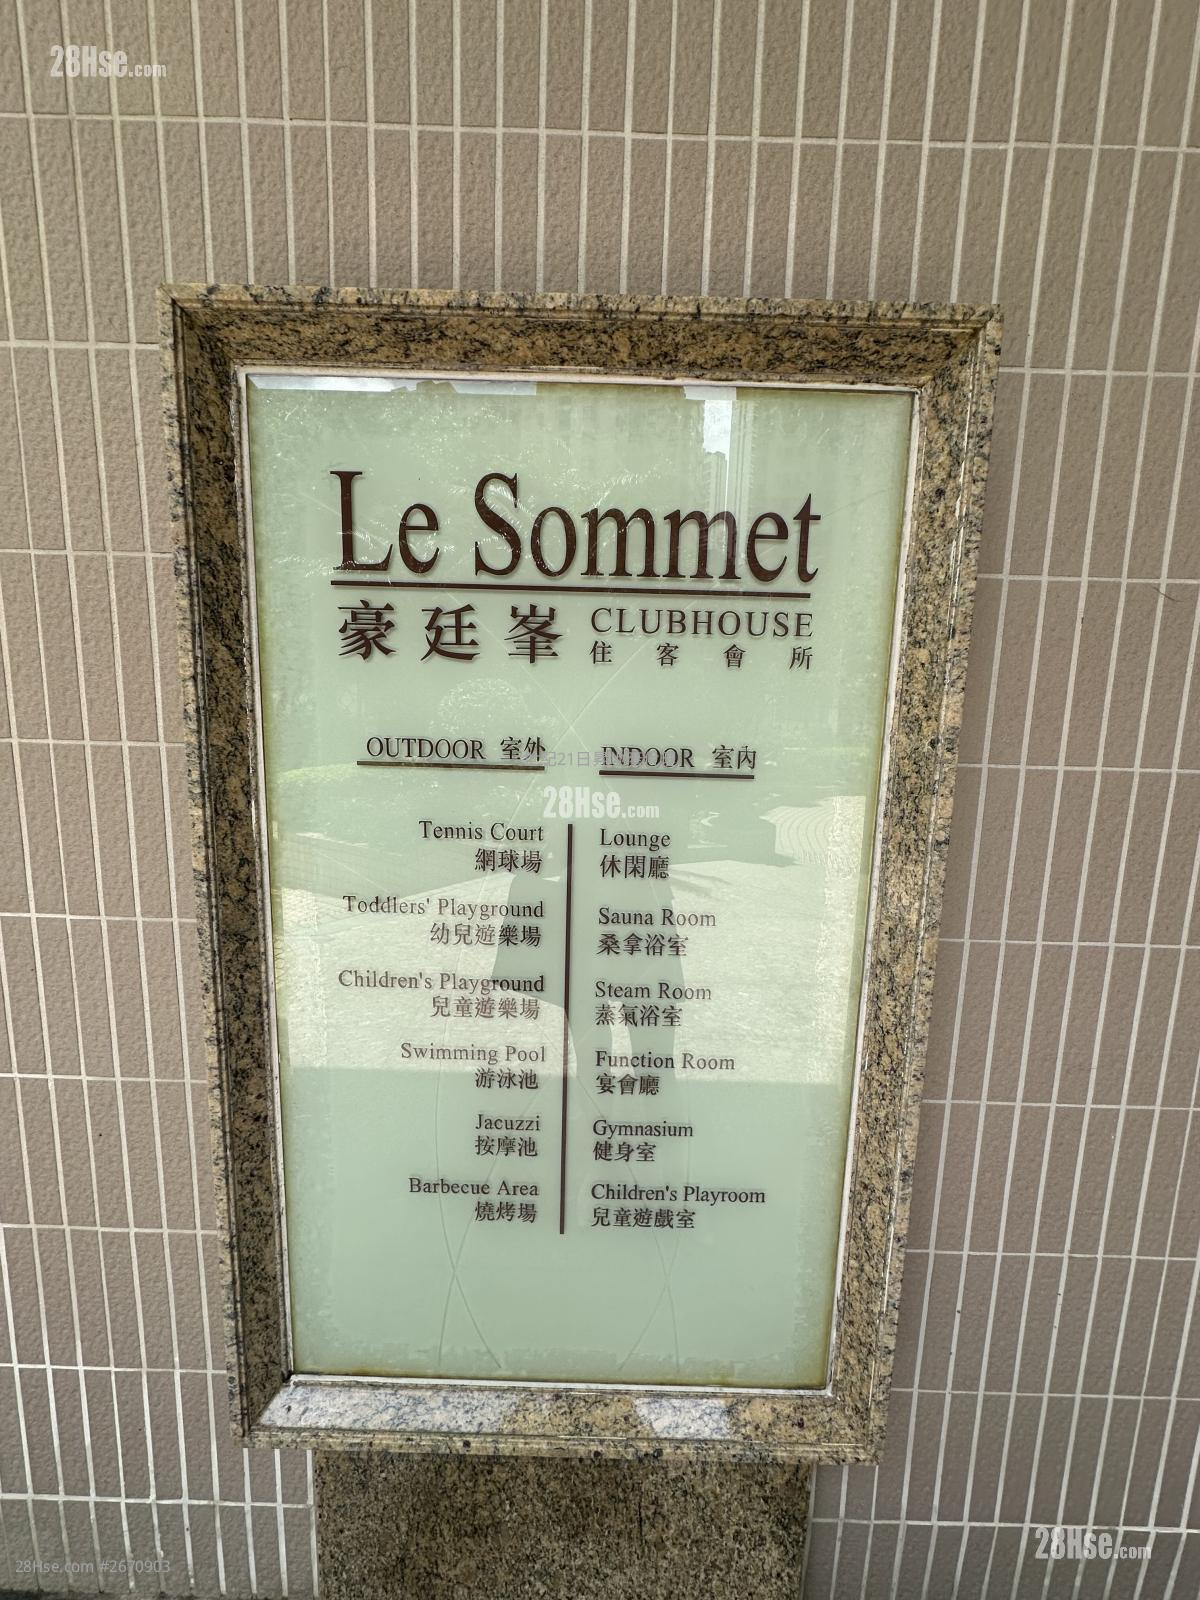 28Hse.com
Le Sommet
豪廷峯 CLUBHOUSE
住客會所
OUTDOOR 室外
Tennis Court
網球場
Toddlers' Playground
幼兒遊樂場
Children's Playground
兒童遊樂場
Swimming Pool
游泳池
Jacuzzi
按摩池
Barbecue Area
燒烤場
INDOOR 室內
28Hse.com
Lounge
休閑廳
Sauna Room
桑拿浴室
Steam Room
蒸氣浴室
Function Room
宴會廳
Gymnasium
健身室
Children's Playroom
兒童遊戲室
28Hse.com
28Hse.com #2670903